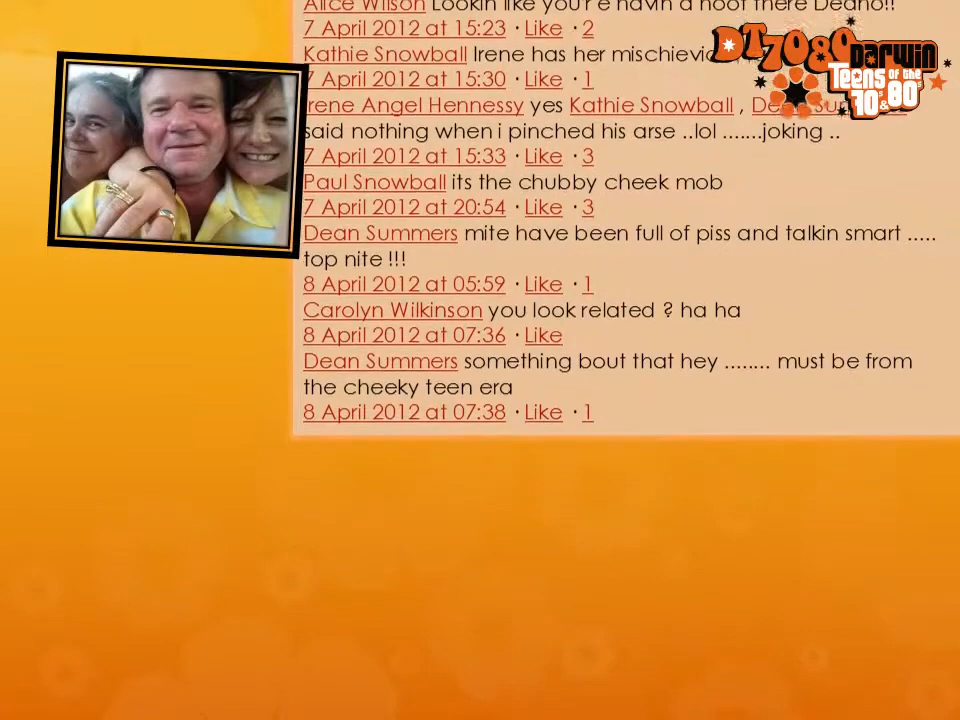 Alice Wilson Lookin like you'r e havin a hoot there Deano!!
7 April 2012 at 15:23 · Like · 2
Kathie Snowball Irene has her
7 April 2012 at 15:30 · Like · 1
Irene Angel Hennessy yes Kathie Snowball ,
said nothing when i pinched his arse ..lol .......joking ..
7 April 2012 at 15:33 · Like · 3
Paul Snowball its the chubby cheek mob
7 April 2012 at 20:54 · Like · 3
Dean Summers mite have been full of piss and talkin smart .....
top nite !!!
8 April 2012 at 05:59 · Like · 1
Carolyn Wilkinson you look related ? ha ha
8 April 2012 at 07:36 · Like
Dean Summers something bout that hey ........ must be from
the cheeky teen era
8 April 2012 at 07:38 · Like · 1
DT7080 Darwin
Teens of the
70s & 80s